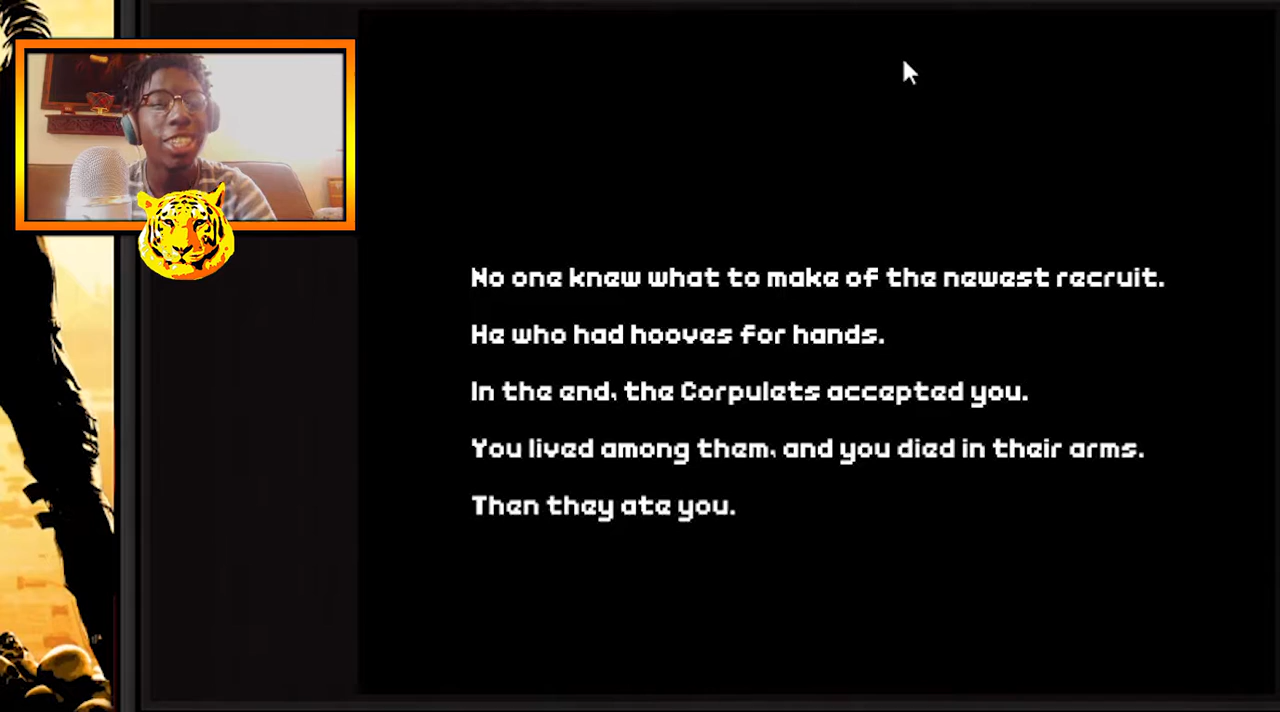 No one knew what to make of the newest recruit.
He who had hooves for hands.
In the end, the Corpulets accepted you.
You lived among them, and you died in their arms.
Then they ate you.